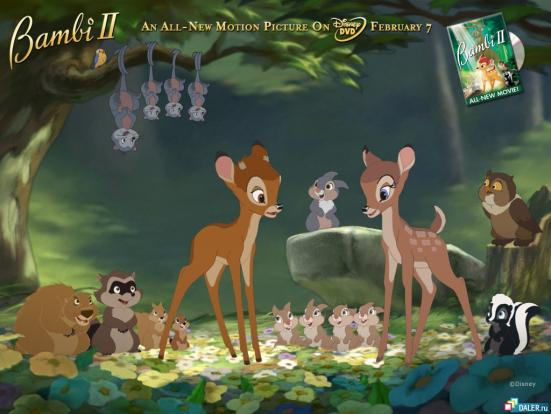 Bambi II
AN ALL-NEW MOTION PICTURE ON Disney DVD FEBRUARY 7
Bambi II
ALL-NEW MOVIE!
©Disney
DALER.ru